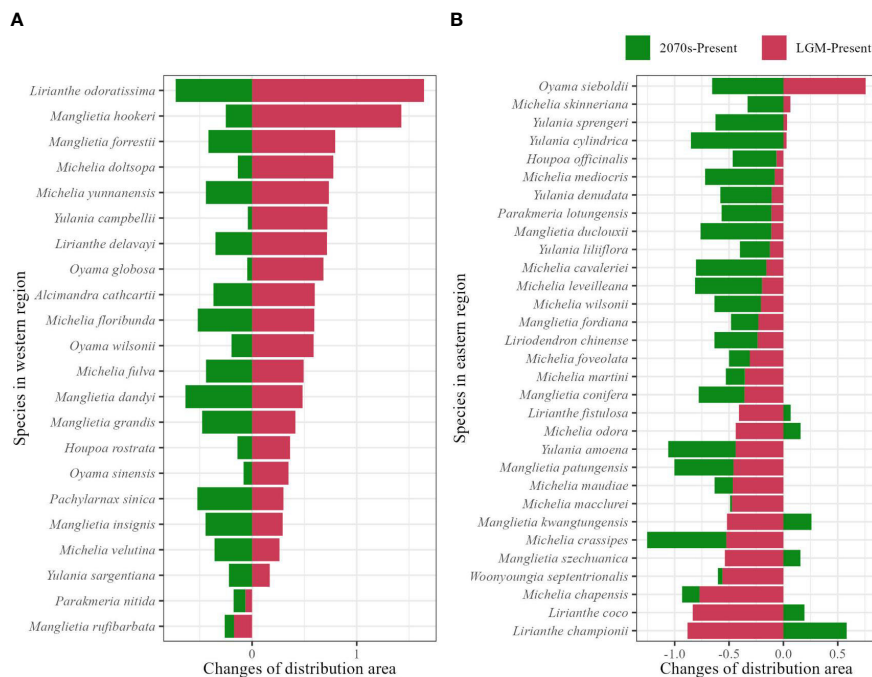 A
B
2070s-Present
LGM-Present
Species in western region
Lirianthe odoratissima
Manglietia hookeri
Manglietia forrestii
Michelia doltsopa
Michelia yunnanensis
Yulania campbellii
Lirianthe delavayi
Oyama globosa
Alcimandra cathcartii
Michelia floribunda
Oyama wilsonii
Michelia fulva
Manglietia dandyi
Manglietia grandis
Houpoa rostrata
Oyama sinensis
Pachylarnax sinica
Manglietia insignis
Michelia velutina
Yulania sargentiana
Parakmeria nitida
Manglietia rufibarbata
0
1
Changes of distribution area
Species in eastern region
Oyama sieboldii
Michelia skinneriana
Yulania sprengeri
Yulania cylindrica
Houpoa officinalis
Michelia mediocris
Yulania denudata
Parakmeria lotungensis
Manglietia duclouxii
Yulania liliiflora
Michelia cavaleriei
Michelia leveilleana
Michelia wilsonii
Manglietia fordiana
Liriodendron chinense
Michelia foveolata
Michelia martini
Manglietia conifera
Lirianthe fistulosa
Michelia odora
Yulania amoena
Manglietia patungensis
Michelia maudiae
Michelia macclurei
Manglietia kwangtungensis
Michelia crassipes
Manglietia szechuanica
Woonyoungia septentrionalis
Michelia chapensis
Lirianthe coco
Lirianthe championii
-1.0
-0.5
0.0
0.5
Changes of distribution area